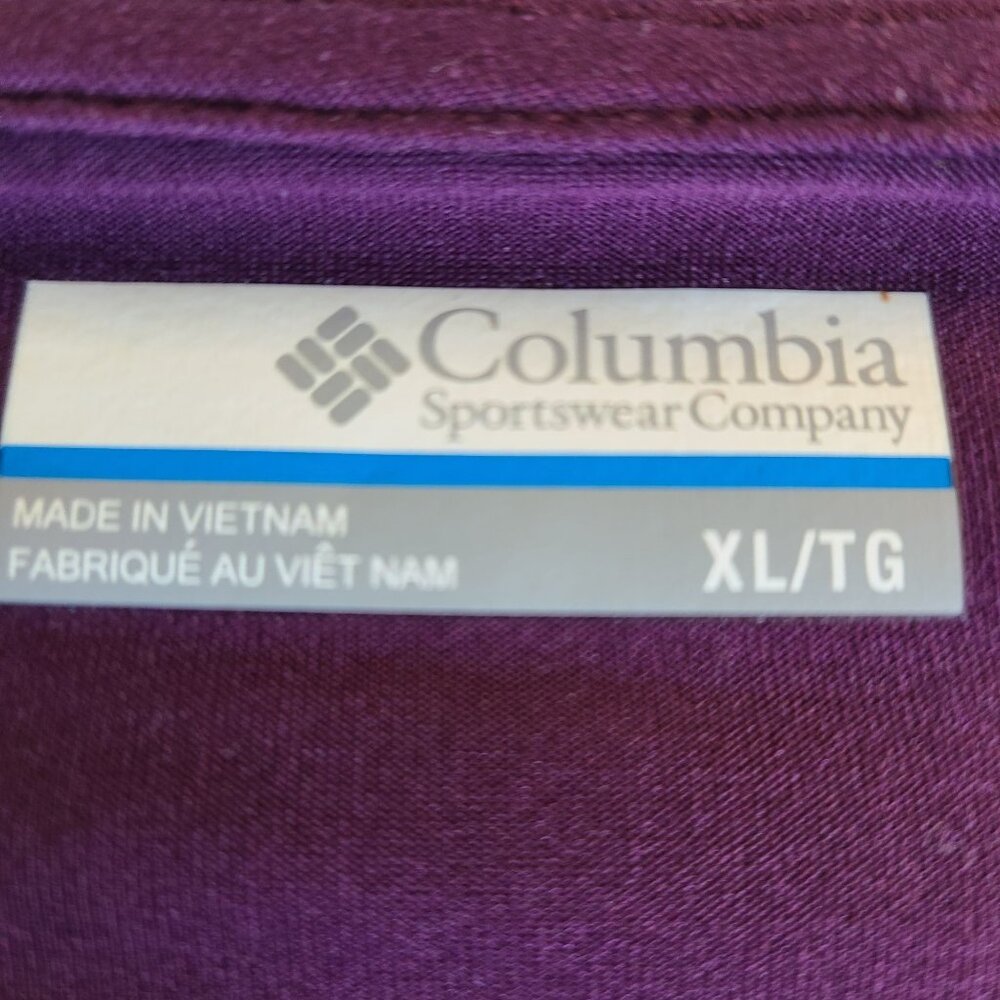 Columbia
Sportswear Company
MADE IN VIETNAM
FABRIQUÉ AU VIÊT NAM
XL/TG